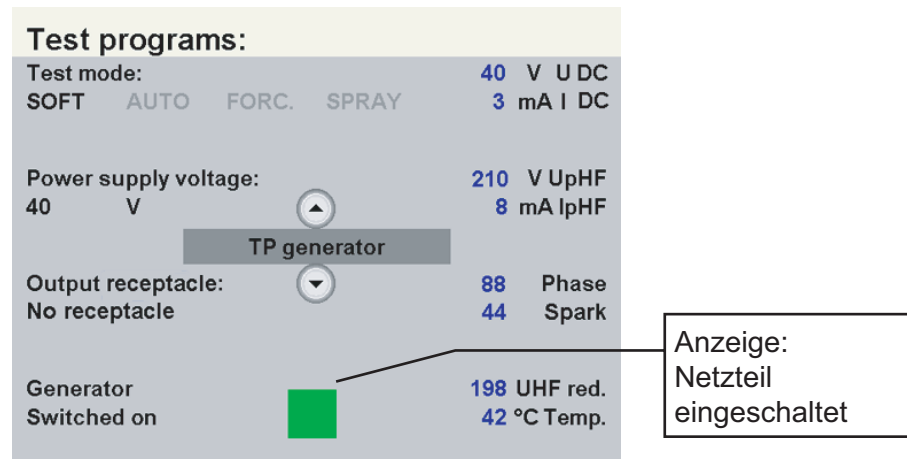 Test programs:
Test mode: 40 V U DC
SOFT AUTO FORC. SPRAY 3 mA I DC
Power supply voltage: 210 V UpHF
40 V 8 mA IpHF
TP generator
Output receptacle: 88 Phase
No receptacle 44 Spark
Generator 198 UHF red.
Switched on 42 °C Temp.
Anzeige:
Netzteil
eingeschaltet